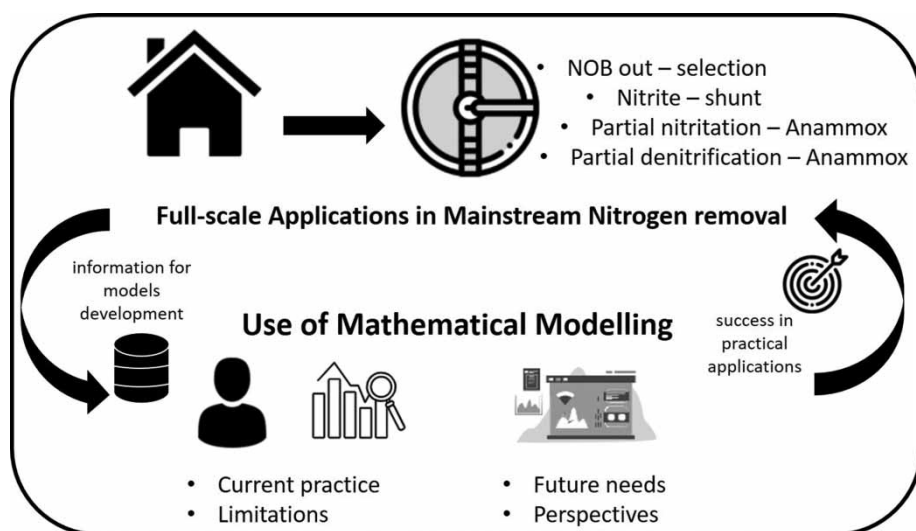 • NOB out – selection
• Nitrite – shunt
• Partial nitritation – Anammox
• Partial denitrification – Anammox
Full-scale Applications in Mainstream Nitrogen removal
information for
models
development
Use of Mathematical Modelling
success in
practical
applications
• Current practice
• Limitations
• Future needs
• Perspectives